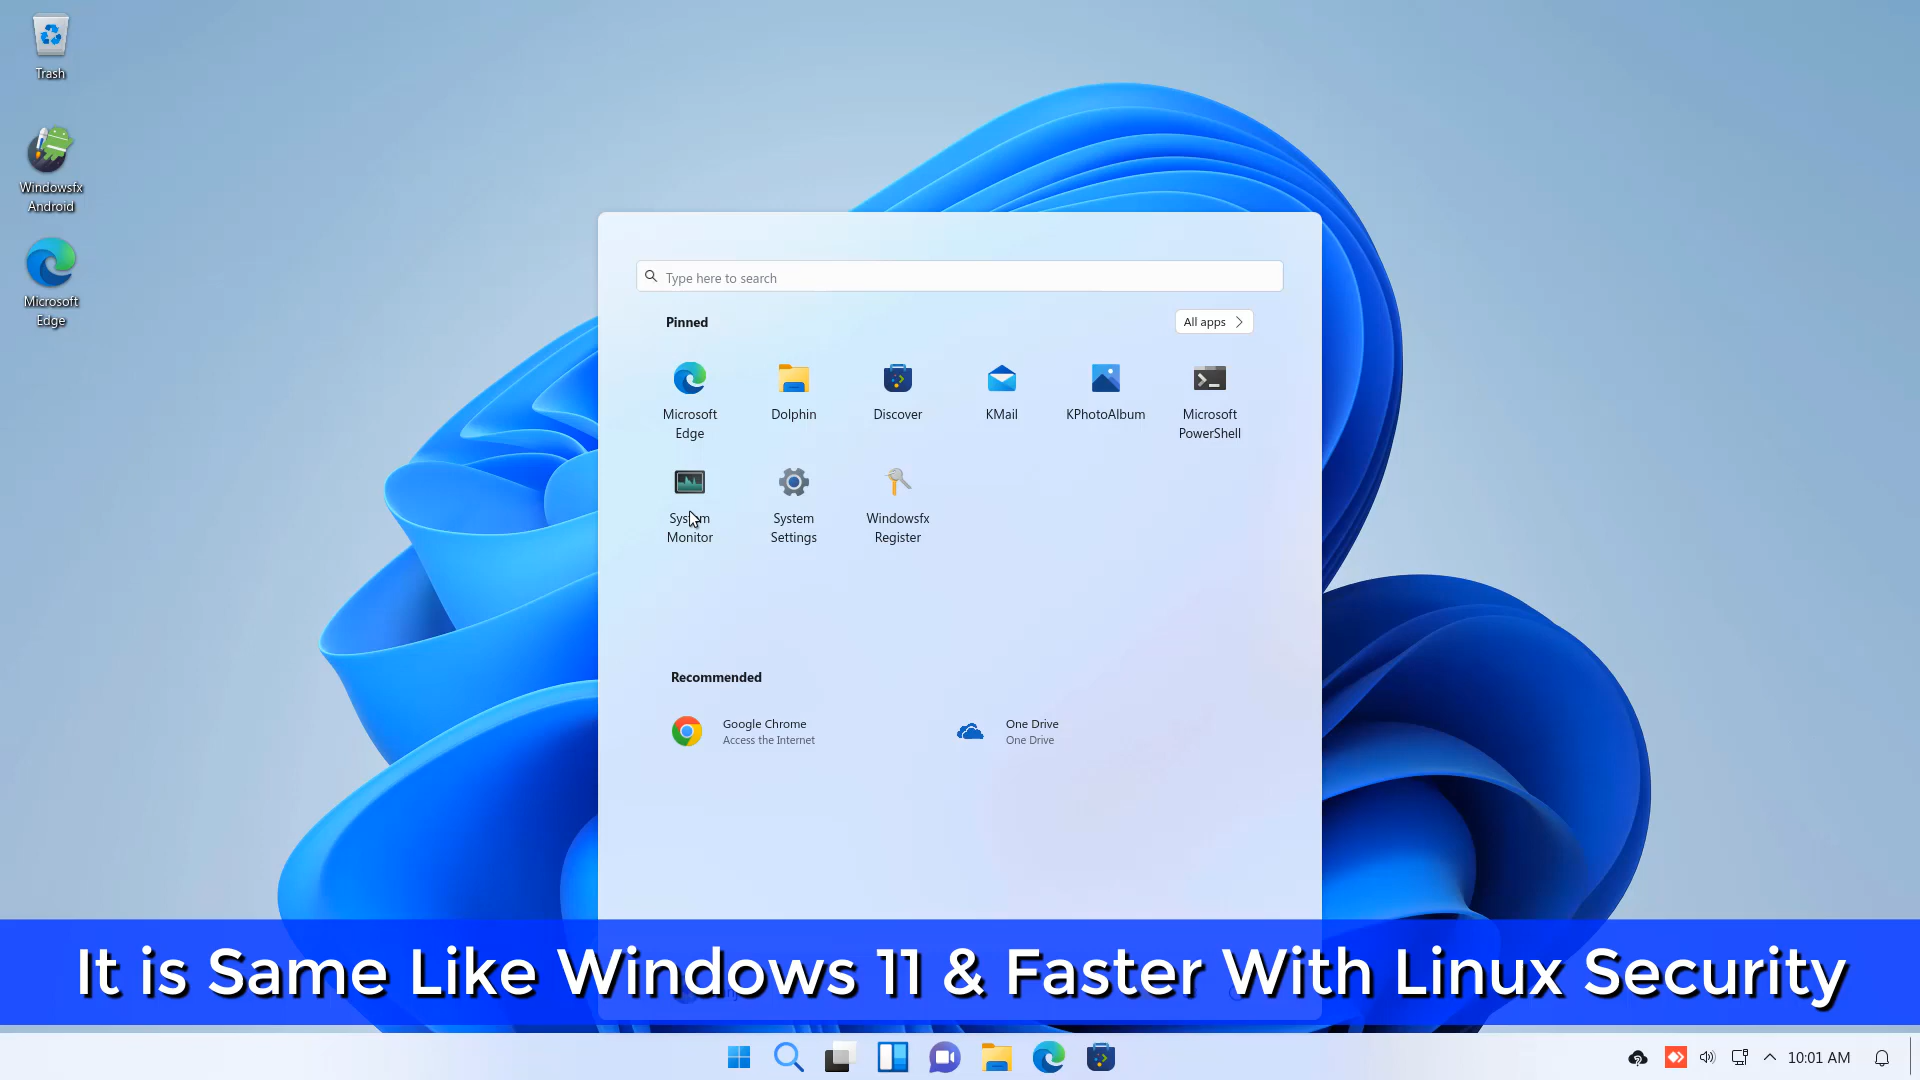 Trash
Windowsfx
Android
Microsoft
Edge
Type here to search
Pinned
All apps
Microsoft
Edge
Dolphin
Discover
KMail
KPhotoAlbum
Microsoft
PowerShell
System
Monitor
System
Settings
Windowsfx
Register
Recommended
Google Chrome
Access the Internet
One Drive
One Drive
It is Same Like Windows 11 & Faster With Linux Security
10:01 AM